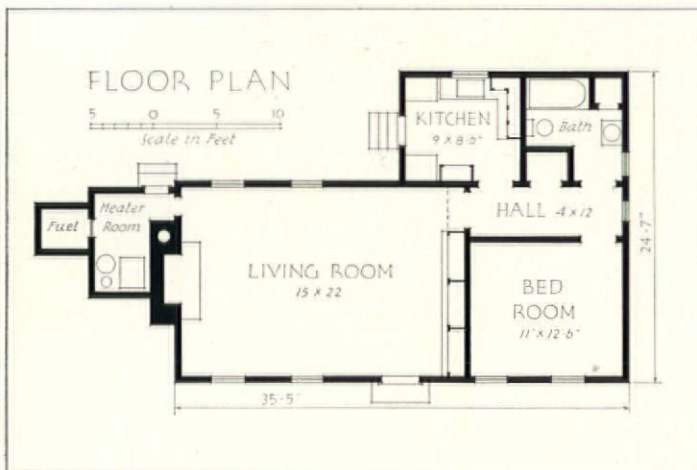 FLOOR PLAN
5 0 5 10
Scale in Feet
KITCHEN
9 x 8-6"
Bath
Fuel
Heater
Room
HALL 4 x 12
LIVING ROOM
15 x 22
BED
ROOM
11' x 12'-6"
24'-7"
35'-5"